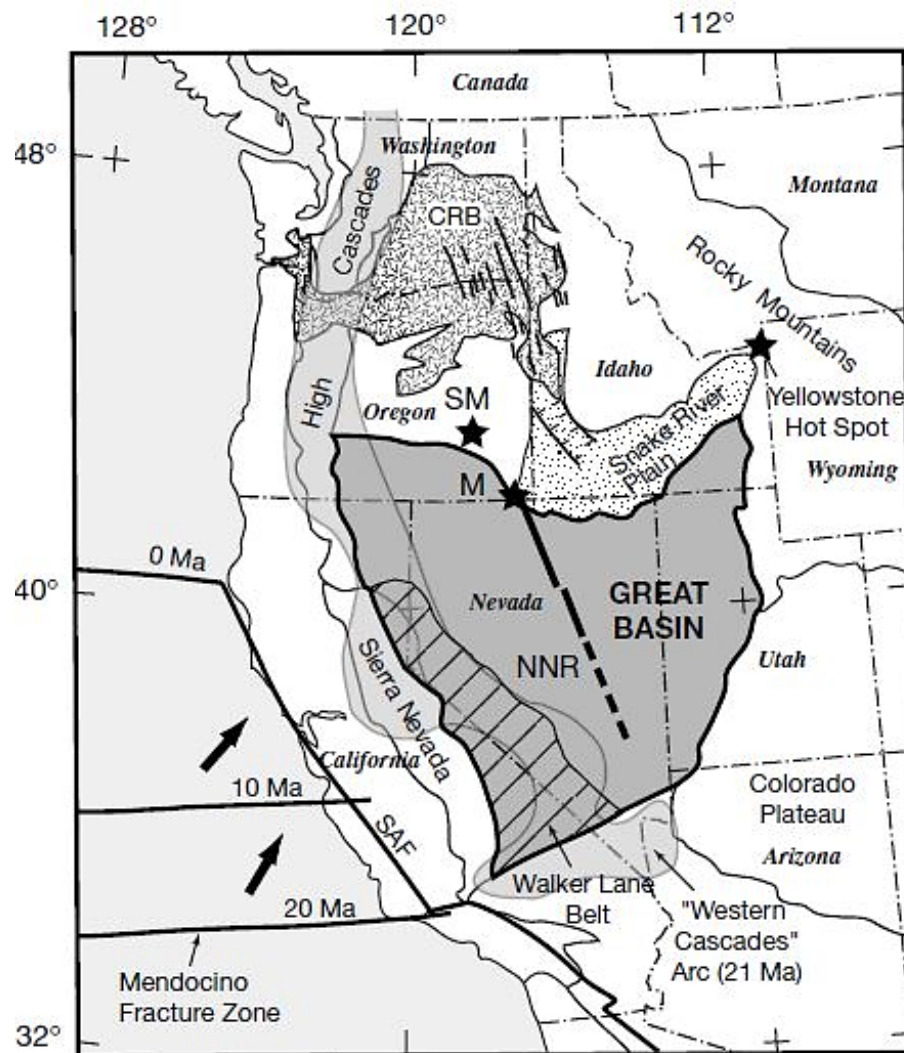 128°
120°
112°
Canada
48°
Washington
Montana
Cascades
CRB
Rocky Mountains
Idaho
High
Oregon
SM
Yellowstone
Hot Spot
Snake River
Plain
Wyoming
M
0 Ma
40°
GREAT
BASIN
Nevada
NNR
Utah
Sierra Nevada
California
10 Ma
SAF
Colorado
Plateau
Arizona
Walker Lane
Belt
20 Ma
"Western
Cascades"
Arc (21 Ma)
Mendocino
Fracture Zone
32°